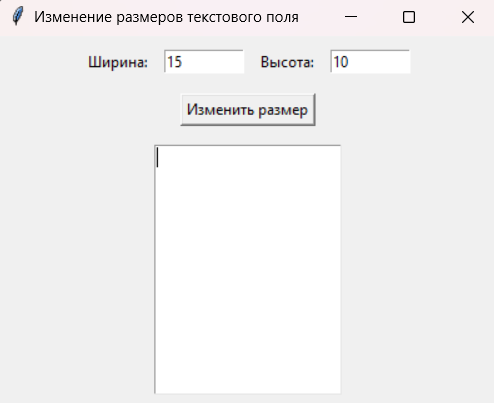 Изменение размеров текстового поля
Ширина: 15 Высота: 10
Изменить размер